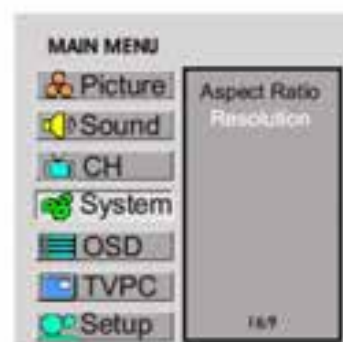 MAIN MENU
Picture
Sound
CH
System
OSD
TVPC
Setup
Aspect Ratio
Resolution
16/9